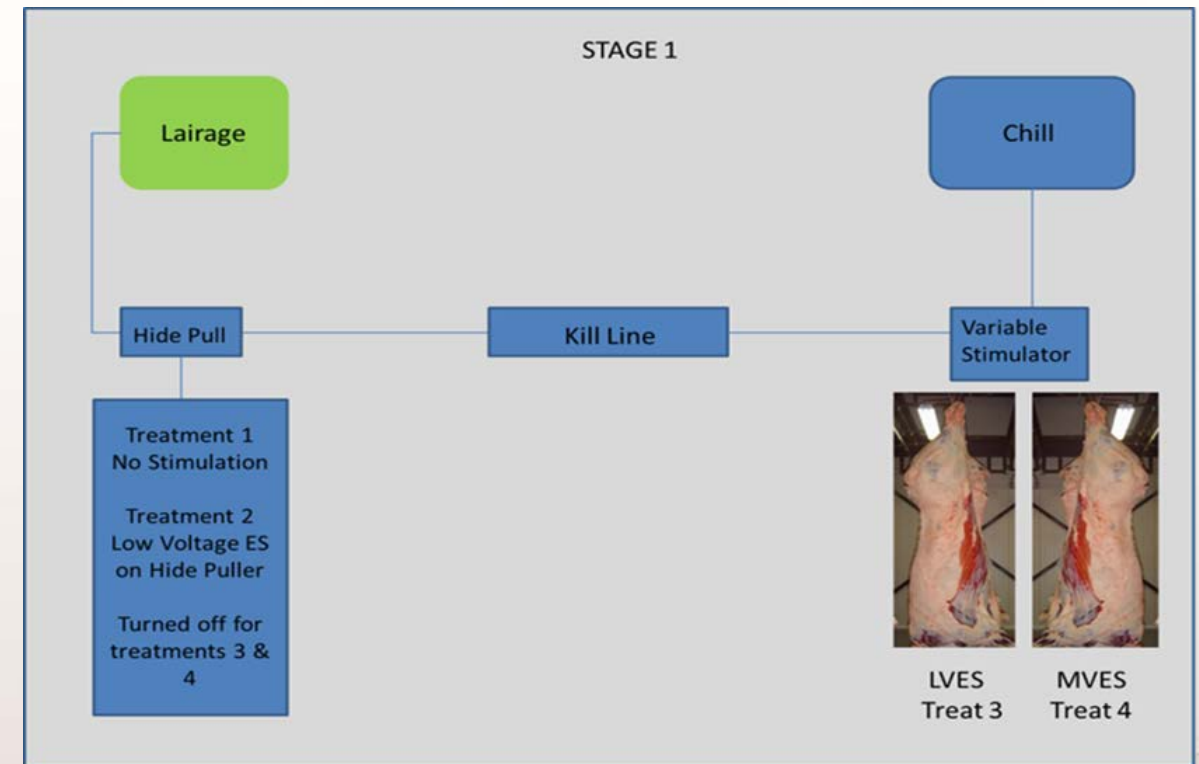 STAGE 1
Lairage
Chill
Hide Pull
Kill Line
Variable
Stimulator
Treatment 1
No Stimulation
Treatment 2
Low Voltage ES
on Hide Puller
Turned off for
treatments 3 &
4
LVES
Treat 3
MVES
Treat 4